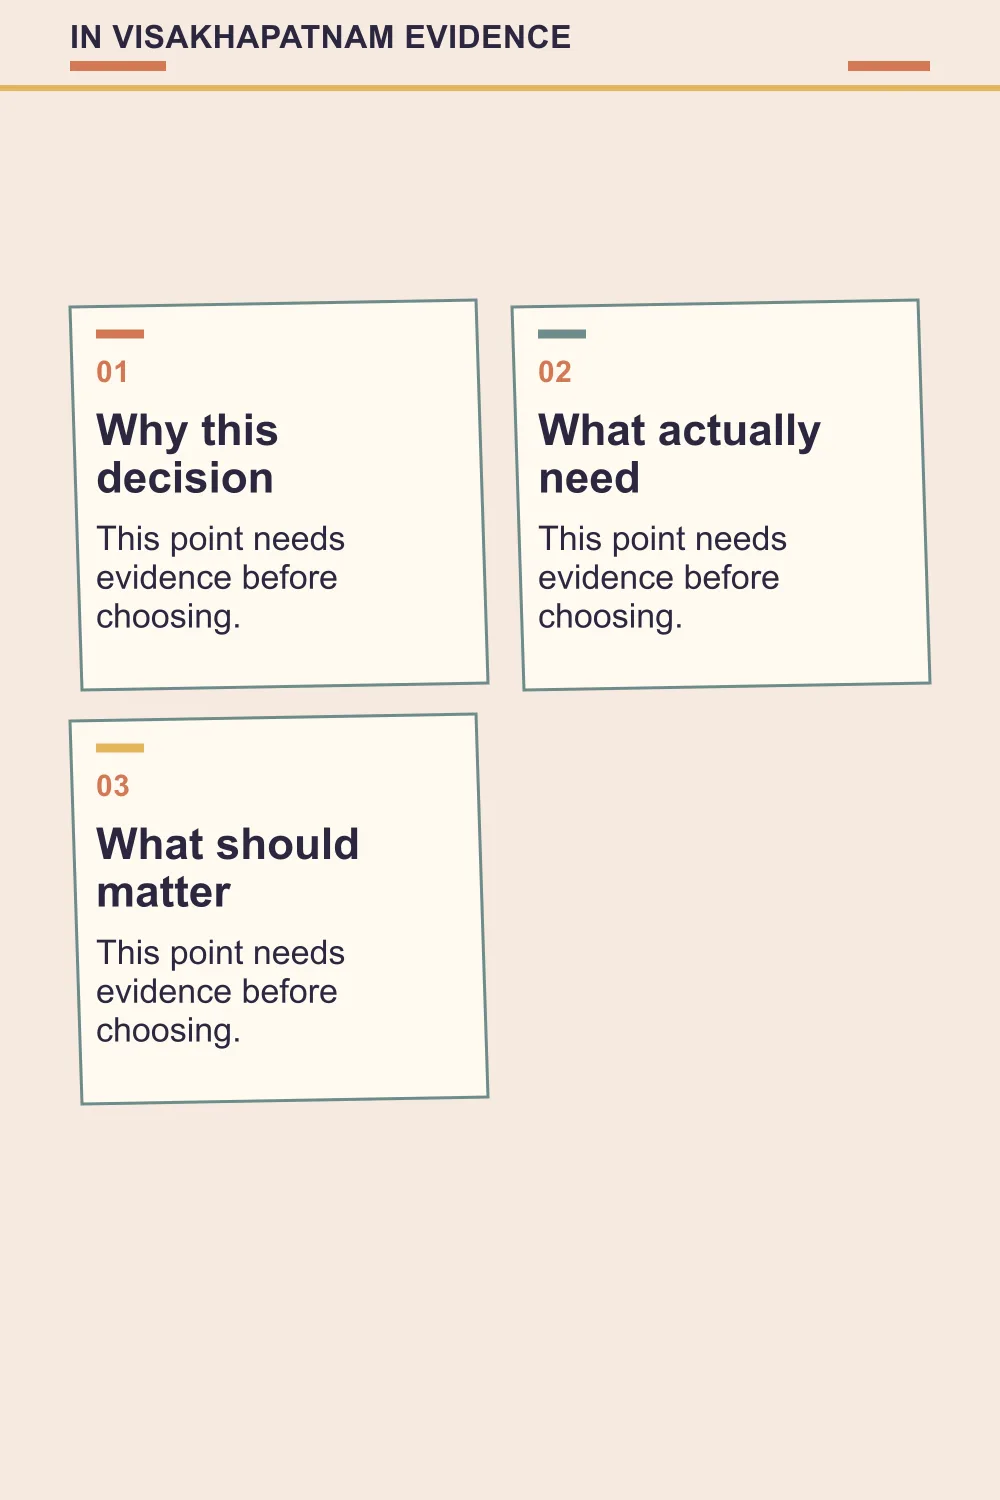 IN VISAKHAPATNAM EVIDENCE
01
Why this
decision
This point needs
evidence before
choosing.
02
What actually
need
This point needs
evidence before
choosing.
03
What should
matter
This point needs
evidence before
choosing.